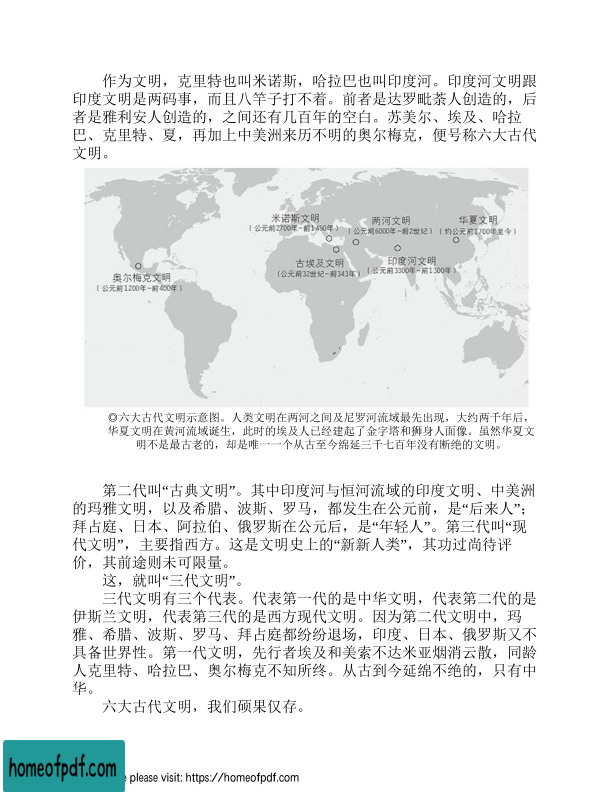 作为文明，克里特也叫米诺斯，哈拉巴也叫印度河。印度河文明跟
印度文明是两码事，而且八竿子打不着。前者是达罗毗荼人创造的，后
者是雅利安人创造的，之间还有几百年的空白。苏美尔、埃及、哈拉
巴、克里特、夏，再加上中美洲来历不明的奥尔梅克，便号称六大古代
文明。
米诺斯文明
（公元前2700年-前1450年）
两河文明
（公元前6000年-前2世纪）
华夏文明
（约公元前1700年至今）
古埃及文明
（公元前32世纪-前343年）
印度河文明
（公元前3300年-前1300年）
奥尔梅克文明
（公元前1200年-前400年）
◎六大古代文明示意图。人类文明在两河之间及尼罗河流域最先出现，大约两千年后，
华夏文明在黄河流域诞生，此时的埃及人已经建起了金字塔和狮身人面像。虽然华夏文
明不是最古老的，却是唯一一个从古至今绵延三千七百年没有断绝的文明。
第二代叫“古典文明”。其中印度河与恒河流域的印度文明、中美洲
的玛雅文明，以及希腊、波斯、罗马，都发生在公元前，是“后来人”；
拜占庭、日本、阿拉伯、俄罗斯在公元后，是“年轻人”。第三代叫“现
代文明”，主要指西方。这是文明史上的“新新人类”，其功过尚待评
价，其前途则未可限量。
这，就叫“三代文明”。
三代文明有三个代表。代表第一代的是中华文明，代表第二代的是
伊斯兰文明，代表第三代的是西方现代文明。因为第二代文明中，玛
雅、希腊、波斯、罗马、拜占庭都纷纷退场，印度、日本、俄罗斯又不
具备世界性。第一代文明，先行者埃及和美索不达米亚烟消云散，同龄
人克里特、哈拉巴、奥尔梅克不知所终。从古到今延绵不绝的，只有中
华。
六大古代文明，我们硕果仅存。
homeofpdf.com
e please visit: https://homeofpdf.com